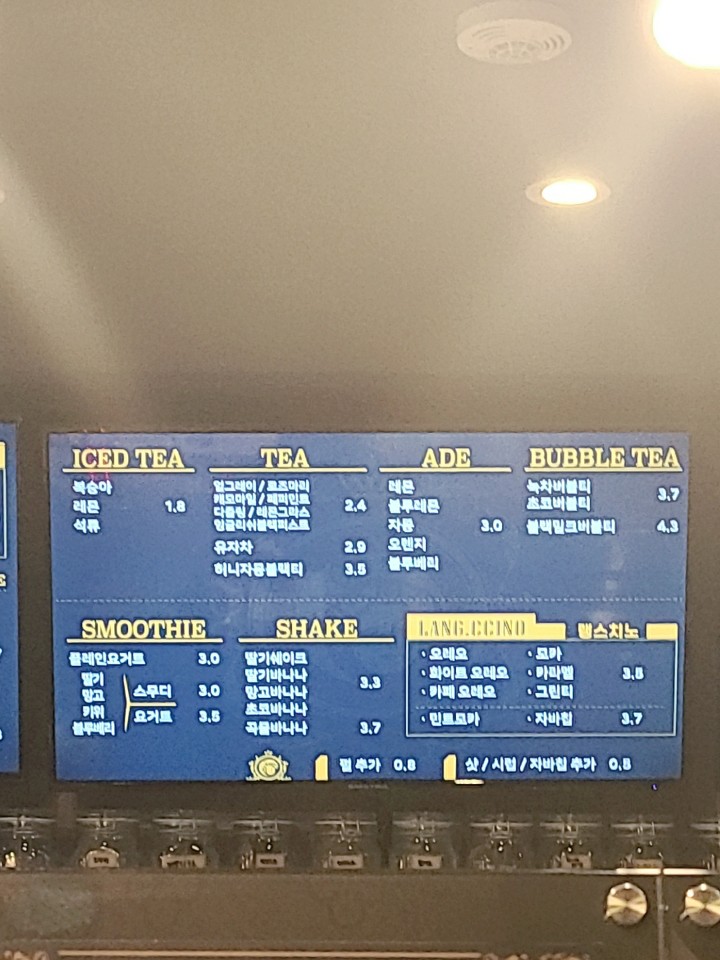 ICED TEA
복숭아
레몬 1.8
석류
TEA
얼그레이 / 로즈마리
캐모마일 / 페퍼민트
다즐링 / 레몬그라스 2.4
잉글리쉬블랙퍼스트
유자차 2.9
허니자몽블랙티 3.5
ADE
레몬
블루레몬
자몽 3.0
오렌지
블루베리
BUBBLE TEA
녹차버블티
초코버블티 3.7
블랙밀크버블티 4.3
SMOOTHIE
플레인요거트 3.0
딸기
망고
키위
블루베리
스무디 3.0
요거트 3.5
SHAKE
딸기쉐이크
딸기바나나
망고바나나 3.3
초코바나나
곡물바나나 3.7
LANG.CCINO 랭스치노
· 오레오 · 모카
· 화이트 오레오 · 카라멜 3.5
· 카페 오레오 · 그린티
· 민트모카 · 자바칩 3.7
펄 추가 0.8
샷 / 시럽 / 자바칩 추가 0.5